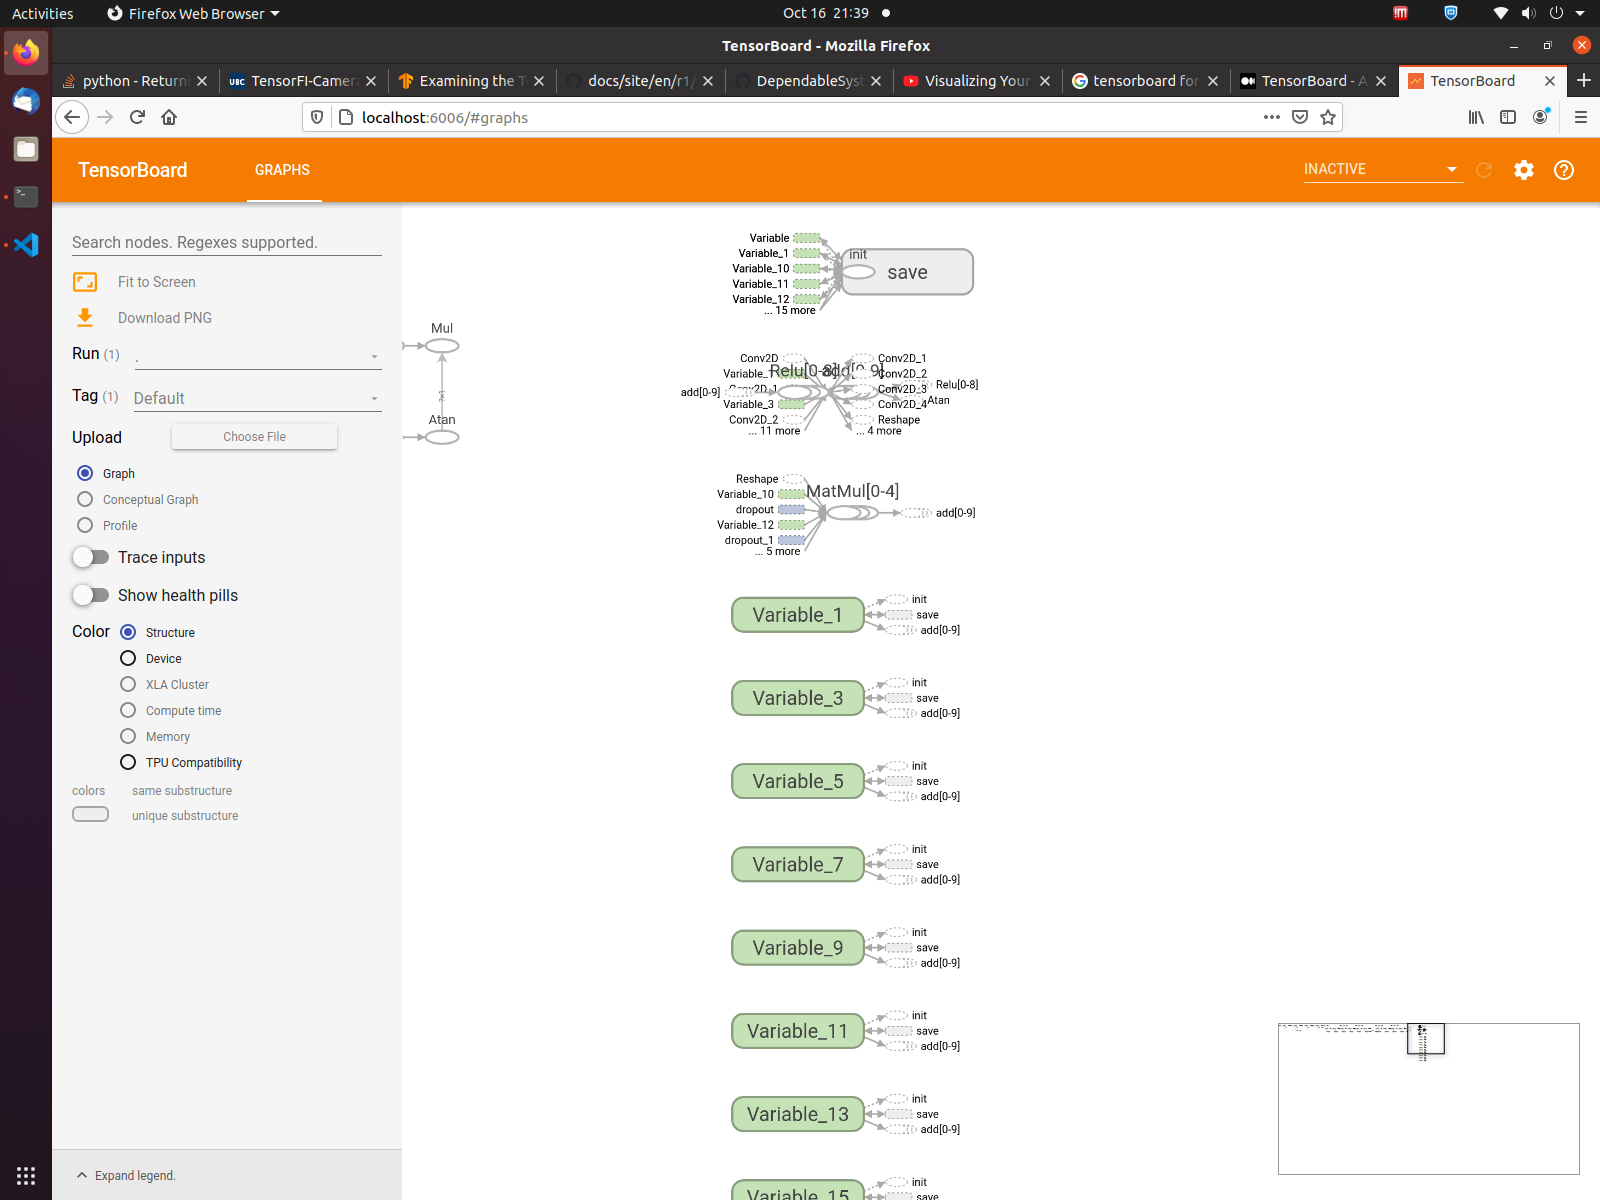 Activities
Firefox Web Browser
Oct 16 21:39
TensorBoard - Mozilla Firefox
python - Returni
UBC TensorFI-Camera
Examining the T
docs/site/en/r1/
DependableSyst
Visualizing Your
tensorboard for
TensorBoard - A
TensorBoard
localhost:6006/#graphs
TensorBoard
GRAPHS
INACTIVE
Search nodes. Regexes supported.
Fit to Screen
Download PNG
Run (1) .
Tag (1) Default
Upload
Choose File
Graph
Conceptual Graph
Profile
Trace inputs
Show health pills
Color
Structure
Device
XLA Cluster
Compute time
Memory
TPU Compatibility
colors
same substructure
unique substructure
Expand legend.
Mul
Atan
Variable
Variable_1
Variable_10
Variable_11
Variable_12
... 15 more
init
save
Conv2D
Variable_1
Conv2D_1
Variable_3
Conv2D_2
... 11 more
add[0-9]
Relu[0-8]
add[0-9]
Conv2D_1
Conv2D_2
Conv2D_3
Conv2D_4
Reshape
... 4 more
Relu[0-8]
Atan
Reshape
Variable_10
dropout
Variable_12
dropout_1
... 5 more
MatMul[0-4]
add[0-9]
Variable_1
init
save
add[0-9]
Variable_3
init
save
add[0-9]
Variable_5
init
save
add[0-9]
Variable_7
init
save
add[0-9]
Variable_9
init
save
add[0-9]
Variable_11
init
save
add[0-9]
Variable_13
init
save
add[0-9]
Variable_15
init
save